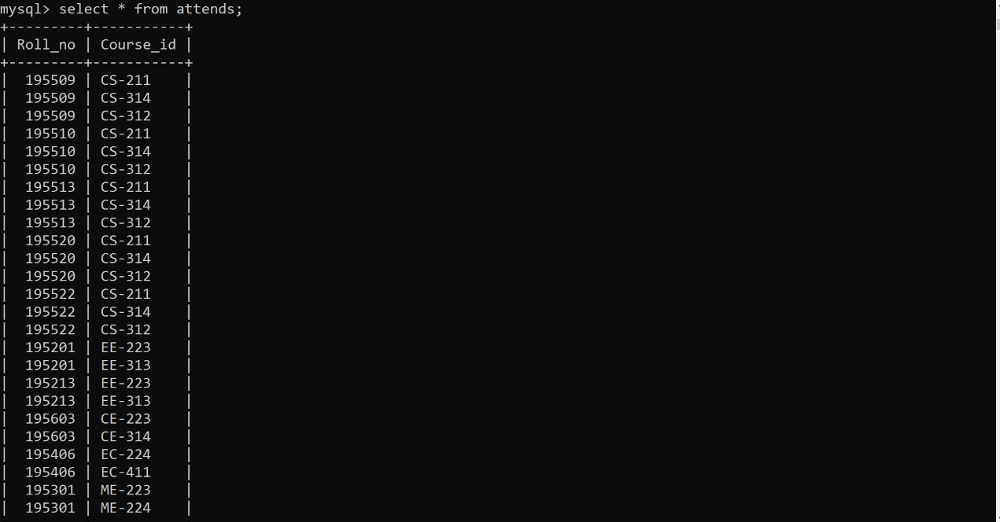 mysql> select * from attends;
+---------+-----------+
| Roll_no | Course_id |
+---------+-----------+
|  195509 | CS-211    |
|  195509 | CS-314    |
|  195509 | CS-312    |
|  195510 | CS-211    |
|  195510 | CS-314    |
|  195510 | CS-312    |
|  195513 | CS-211    |
|  195513 | CS-314    |
|  195513 | CS-312    |
|  195520 | CS-211    |
|  195520 | CS-314    |
|  195520 | CS-312    |
|  195522 | CS-211    |
|  195522 | CS-314    |
|  195522 | CS-312    |
|  195201 | EE-223    |
|  195201 | EE-313    |
|  195213 | EE-223    |
|  195213 | EE-313    |
|  195603 | CE-223    |
|  195603 | CE-314    |
|  195406 | EC-224    |
|  195406 | EC-411    |
|  195301 | ME-223    |
|  195301 | ME-224    |